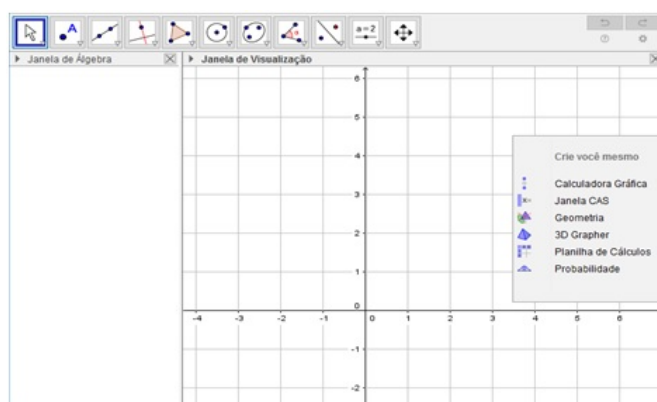 A
a=2
Janela de Álgebra
Janela de Visualização
6
5
4
3
2
1
0
-1
-2
-4 -3 -2 -1 0 1 2 3 4 5 6
Crie você mesmo
Calculadora Gráfica
Janela CAS
Geometria
3D Grapher
Planilha de Cálculos
Probabilidade